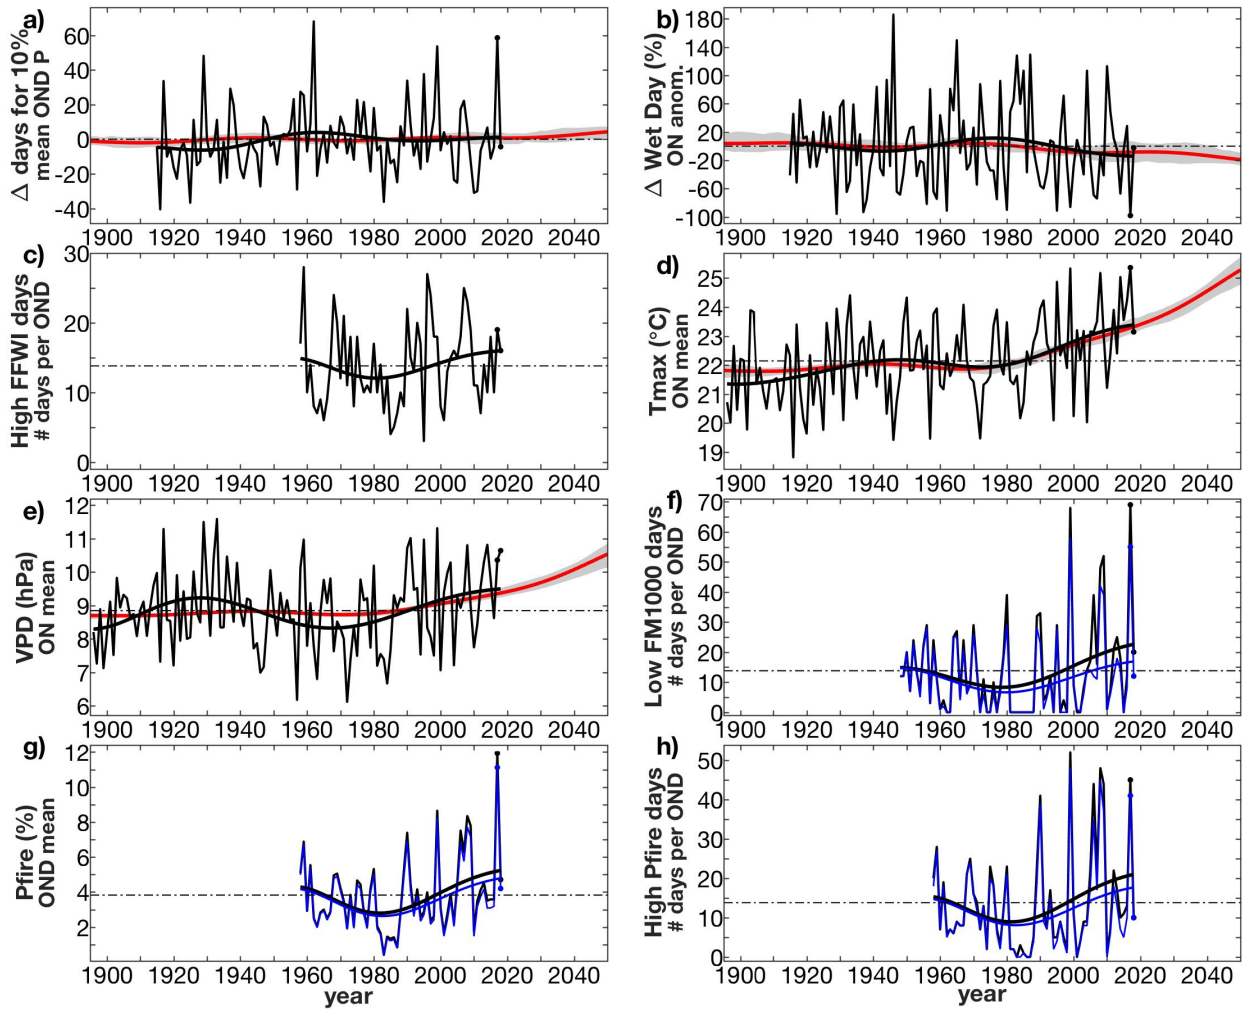 a)
Δ days for 10%
mean OND P
60
40
20
0
-20
-40
1900 1920 1940 1960 1980 2000 2020 2040
b)
Δ Wet Day (%)
ON anom.
180
140
100
60
20
-20
-60
-100
1900 1920 1940 1960 1980 2000 2020 2040
c)
High FFWI days
# days per OND
30
20
10
0
1900 1920 1940 1960 1980 2000 2020 2040
d)
Tmax (°C)
ON mean
25
24
23
22
21
20
19
1900 1920 1940 1960 1980 2000 2020 2040
e)
VPD (hPa)
ON mean
12
11
10
9
8
7
6
1900 1920 1940 1960 1980 2000 2020 2040
f)
Low FM1000 days
# days per OND
70
60
50
40
30
20
10
0
1900 1920 1940 1960 1980 2000 2020 2040
g)
Pfire (%)
OND mean
12
10
8
6
4
2
1900 1920 1940 1960 1980 2000 2020 2040
year
h)
High Pfire days
# days per OND
50
40
30
20
10
0
1900 1920 1940 1960 1980 2000 2020 2040
year